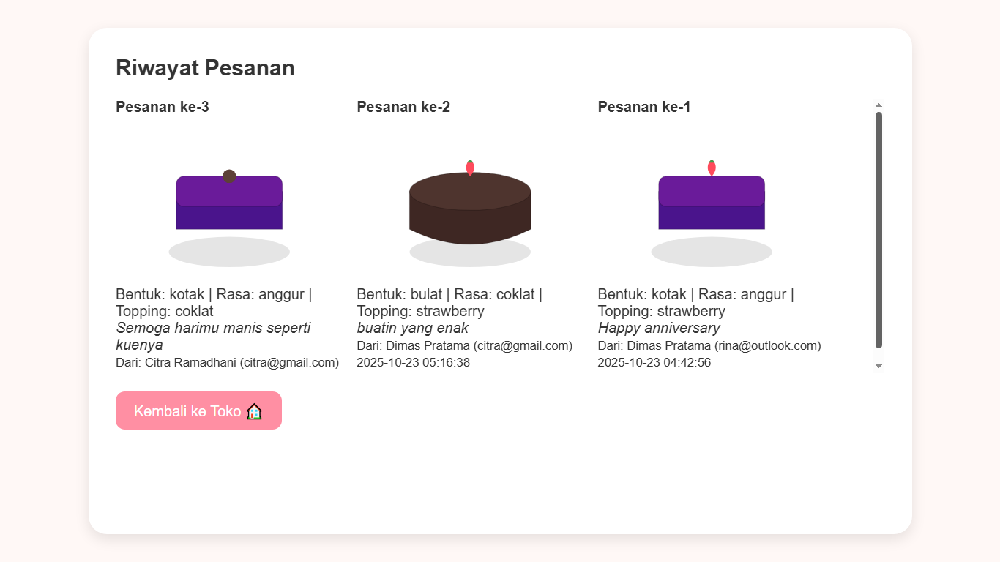 Riwayat Pesanan
Pesanan ke-3
Bentuk: kotak | Rasa: anggur |
Topping: coklat
Semoga harimu manis seperti
kuenya
Dari: Citra Ramadhani (citra@gmail.com)
Pesanan ke-2
Bentuk: bulat | Rasa: coklat |
Topping: strawberry
buatin yang enak
Dari: Dimas Pratama (citra@gmail.com)
2025-10-23 05:16:38
Pesanan ke-1
Bentuk: kotak | Rasa: anggur |
Topping: strawberry
Happy anniversary
Dari: Dimas Pratama (rina@outlook.com)
2025-10-23 04:42:56
Kembali ke Toko 🏠